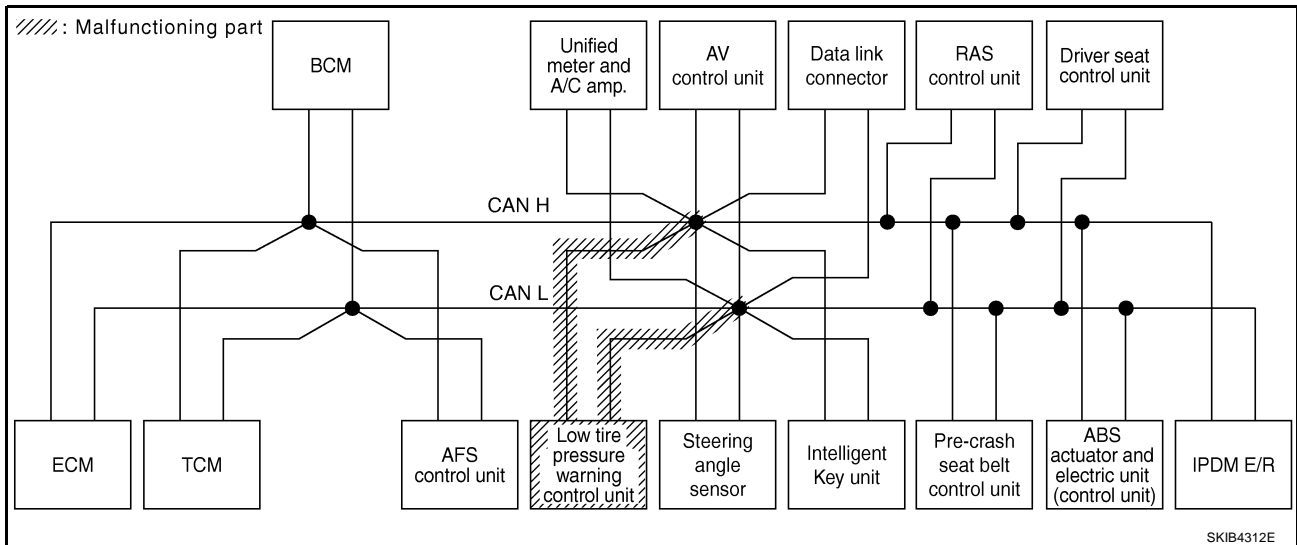 : Malfunctioning part
BCM
Unified
meter and
A/C amp.
AV
control unit
Data link
connector
RAS
control unit
Driver seat
control unit
CAN H
CAN L
ECM
TCM
AFS
control unit
Low tire
pressure
warning
control unit
Steering
angle
sensor
Intelligent
Key unit
Pre-crash
seat belt
control unit
ABS
actuator and
electric unit
(control unit)
IPDM E/R
SKIB4312E